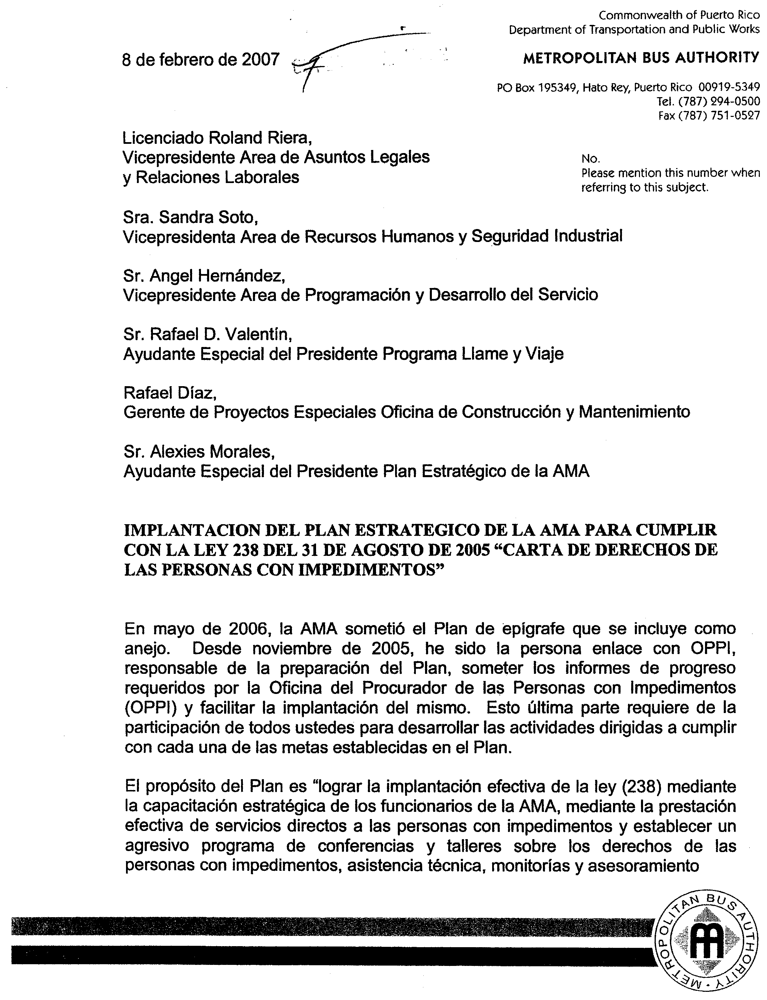 Commonwealth of Puerto Rico
Department of Transportation and Public Works
METROPOLITAN BUS AUTHORITY
PO Box 195349, Hato Rey, Puerto Rico 00919-5349
Tel. (787) 294-0500
Fax (787) 751-0527
8 de febrero de 2007
Licenciado Roland Riera,
Vicepresidente Area de Asuntos Legales
y Relaciones Laborales
No.
Please mention this number when
referring to this subject.
Sra. Sandra Soto,
Vicepresidenta Area de Recursos Humanos y Seguridad Industrial
Sr. Angel Hernández,
Vicepresidente Area de Programación y Desarrollo del Servicio
Sr. Rafael D. Valentín,
Ayudante Especial del Presidente Programa Llame y Viaje
Rafael Díaz,
Gerente de Proyectos Especiales Oficina de Construcción y Mantenimiento
Sr. Alexies Morales,
Ayudante Especial del Presidente Plan Estratégico de la AMA
IMPLANTACION DEL PLAN ESTRATEGICO DE LA AMA PARA CUMPLIR
CON LA LEY 238 DEL 31 DE AGOSTO DE 2005 “CARTA DE DERECHOS DE
LAS PERSONAS CON IMPEDIMENTOS”
En mayo de 2006, la AMA sometió el Plan de epígrafe que se incluye como
anejo. Desde noviembre de 2005, he sido la persona enlace con OPPI,
responsable de la preparación del Plan, someter los informes de progreso
requeridos por la Oficina del Procurador de las Personas con Impedimentos
(OPPI) y facilitar la implantación del mismo. Esto última parte requiere de la
participación de todos ustedes para desarrollar las actividades dirigidas a cumplir
con cada una de las metas establecidas en el Plan.
El propósito del Plan es “lograr la implantación efectiva de la ley (238) mediante
la capacitación estratégica de los funcionarios de la AMA, mediante la prestación
efectiva de servicios directos a las personas con impedimentos y establecer un
agresivo programa de conferencias y talleres sobre los derechos de las
personas con impedimentos, asistencia técnica, monitorías y asesoramiento
METROPOLITAN BUS AUTHORITY